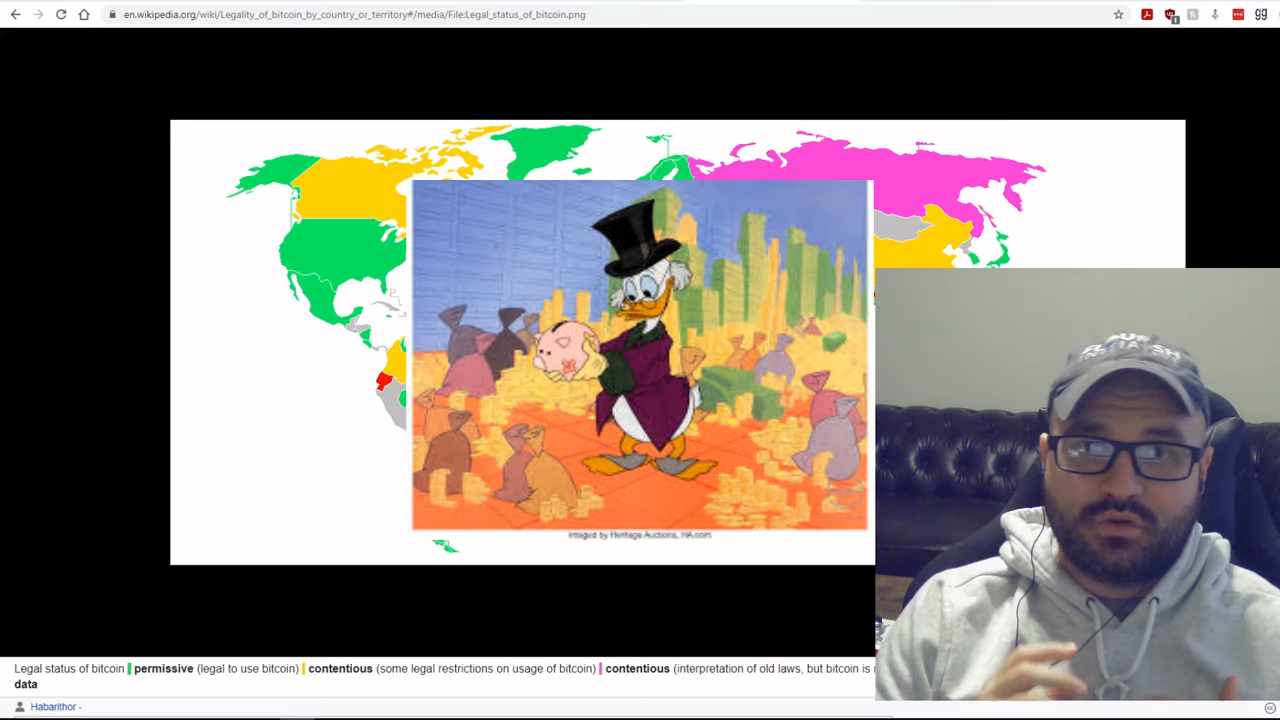 en.wikipedia.org/wiki/Legality_of_bitcoin_by_country_or_territory#/media/File:Legal_status_of_bitcoin.png
1
gg
Imaged by Heritage Auctions, HA.com
Legal status of bitcoin permissive (legal to use bitcoin) contentious (some legal restrictions on usage of bitcoin) contentious (interpretation of old laws, but bitcoin is
data
Habarithor -